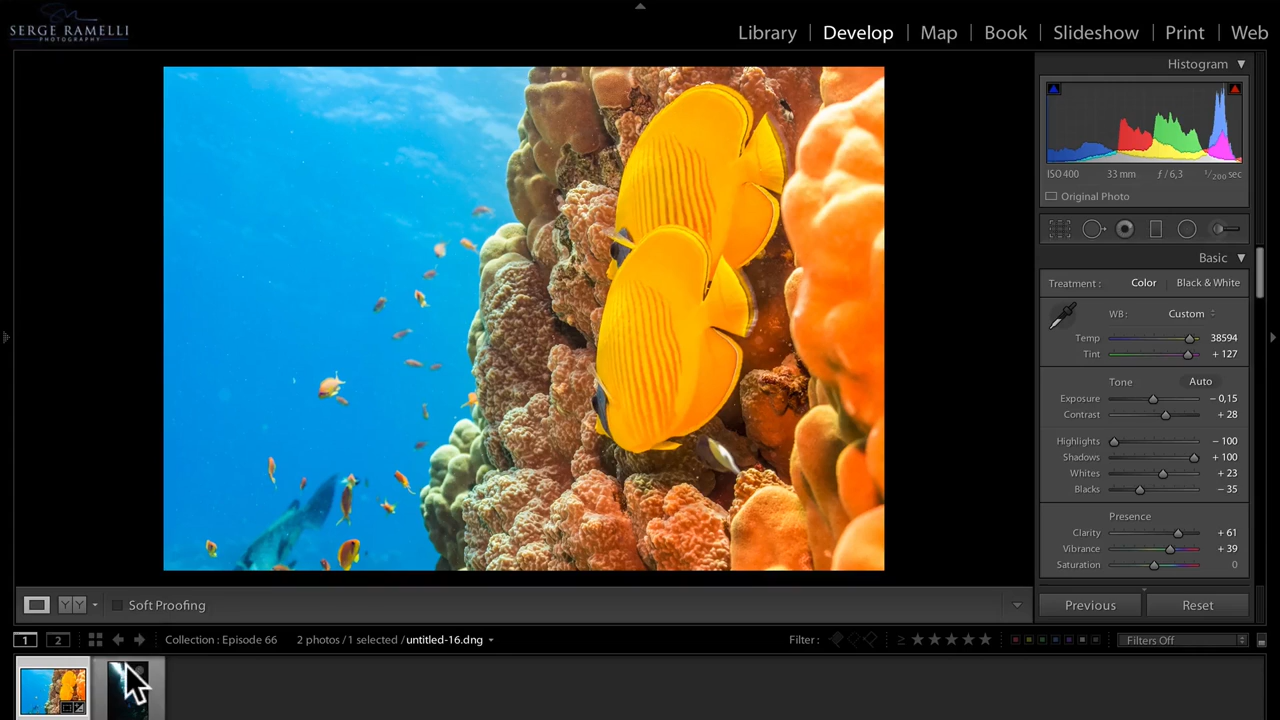 SERGE RAMELLI
PHOTOGRAPHY
Library | Develop | Map | Book | Slideshow | Print | Web
Histogram
ISO 400 33 mm ƒ / 6,3 1/200 sec
Original Photo
Basic
Treatment : Color | Black & White
WB : Custom
Temp 38594
Tint + 127
Tone Auto
Exposure − 0,15
Contrast + 28
Highlights − 100
Shadows + 100
Whites + 23
Blacks − 35
Presence
Clarity + 61
Vibrance + 39
Saturation 0
Previous Reset
YY Soft Proofing
1 2 Collection : Episode 66 2 photos / 1 selected / untitled-16.dng Filter : ≥ Filters Off